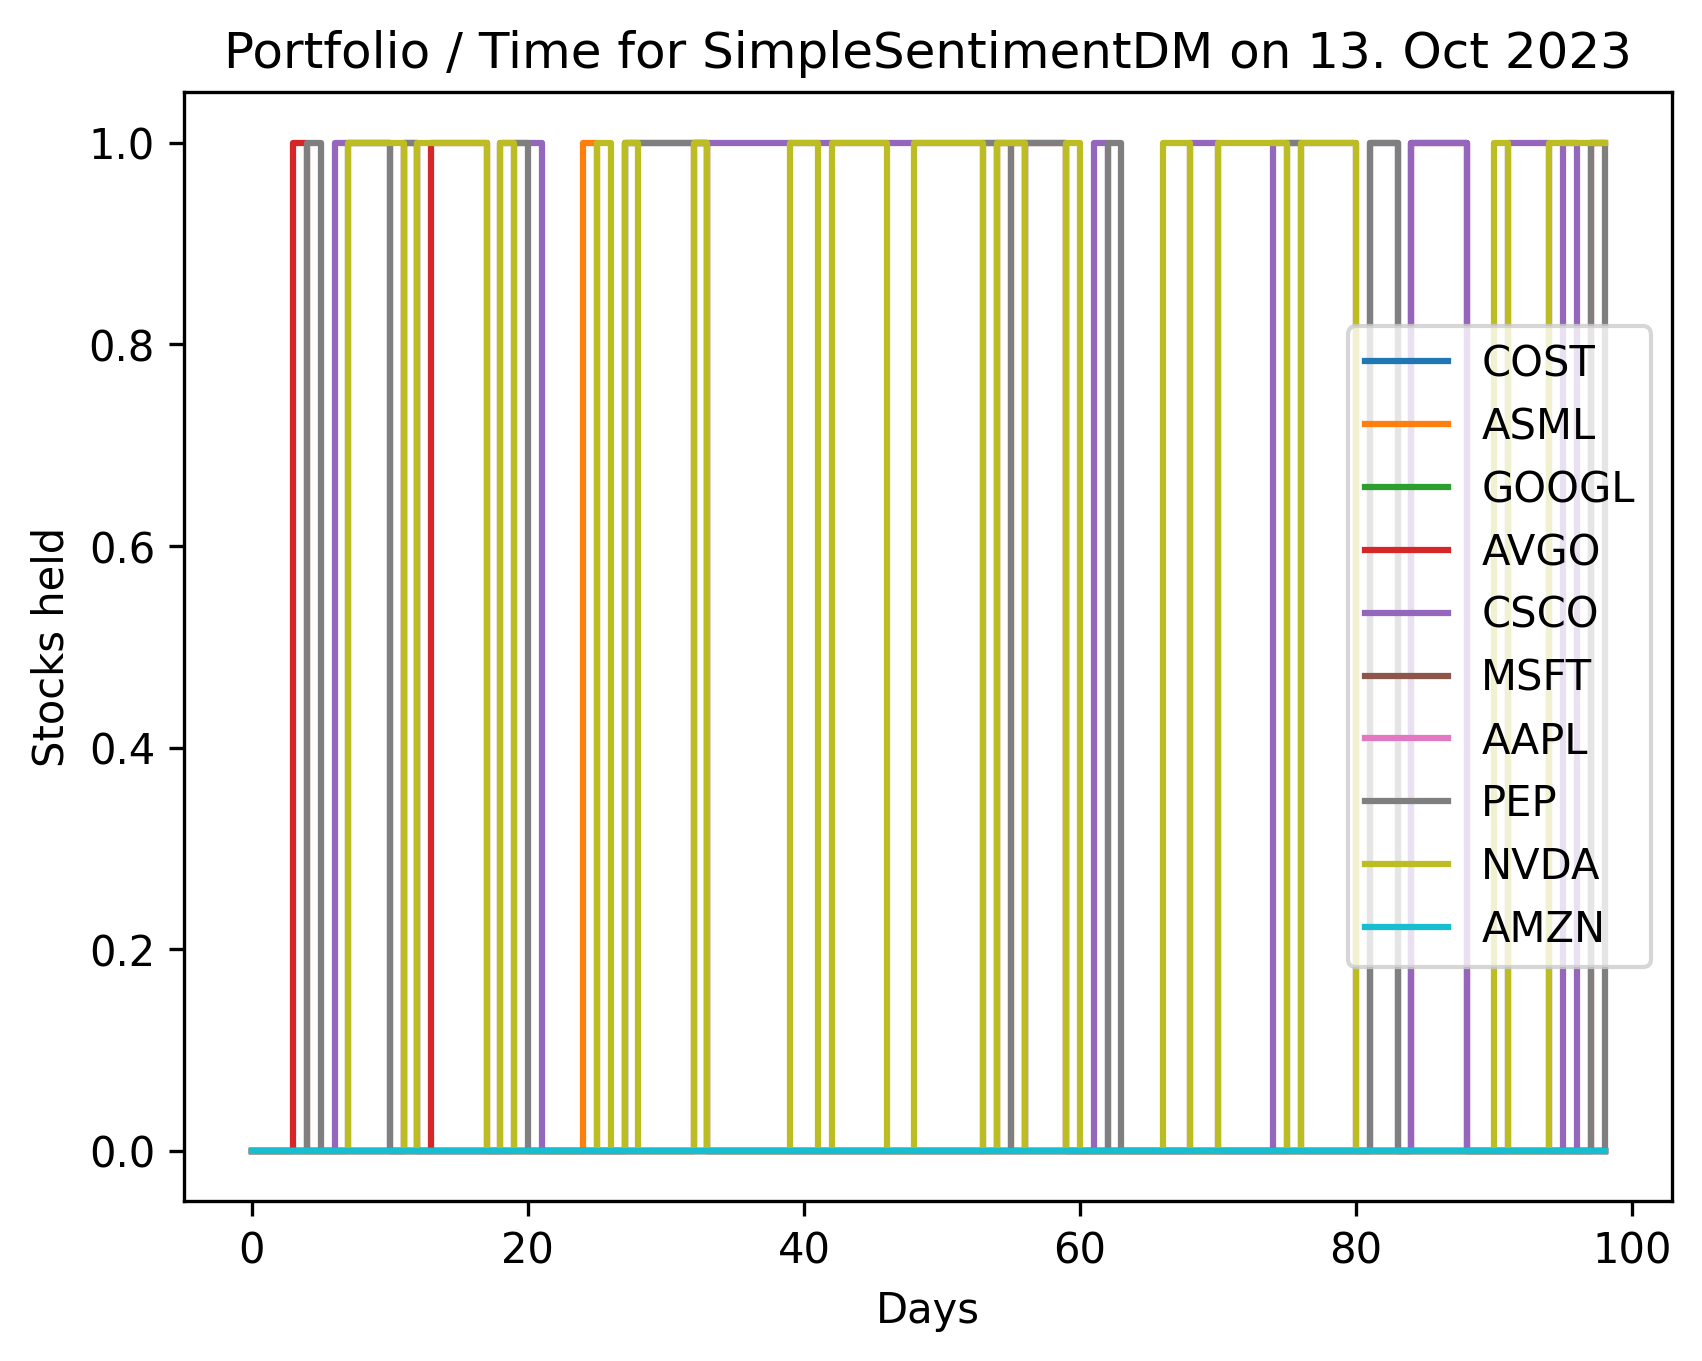 Portfolio / Time for SimpleSentimentDM on 13. Oct 2023
1.0
0.8
0.6
0.4
0.2
0.0
Stocks held
COST
ASML
GOOGL
AVGO
CSCO
MSFT
AAPL
PEP
NVDA
AMZN
0 20 40 60 80 100
Days